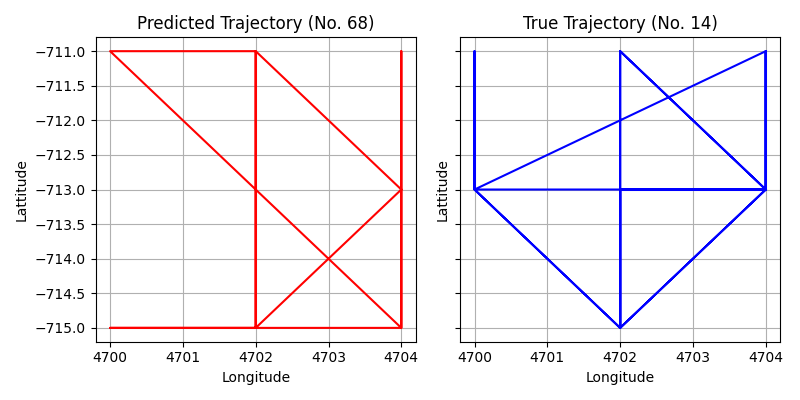 Predicted Trajectory (No. 68)
True Trajectory (No. 14)
−711.0
−711.5
−712.0
−712.5
−713.0
−713.5
−714.0
−714.5
−715.0
Lattitude
Lattitude
4700 4701 4702 4703 4704
4700 4701 4702 4703 4704
Longitude
Longitude